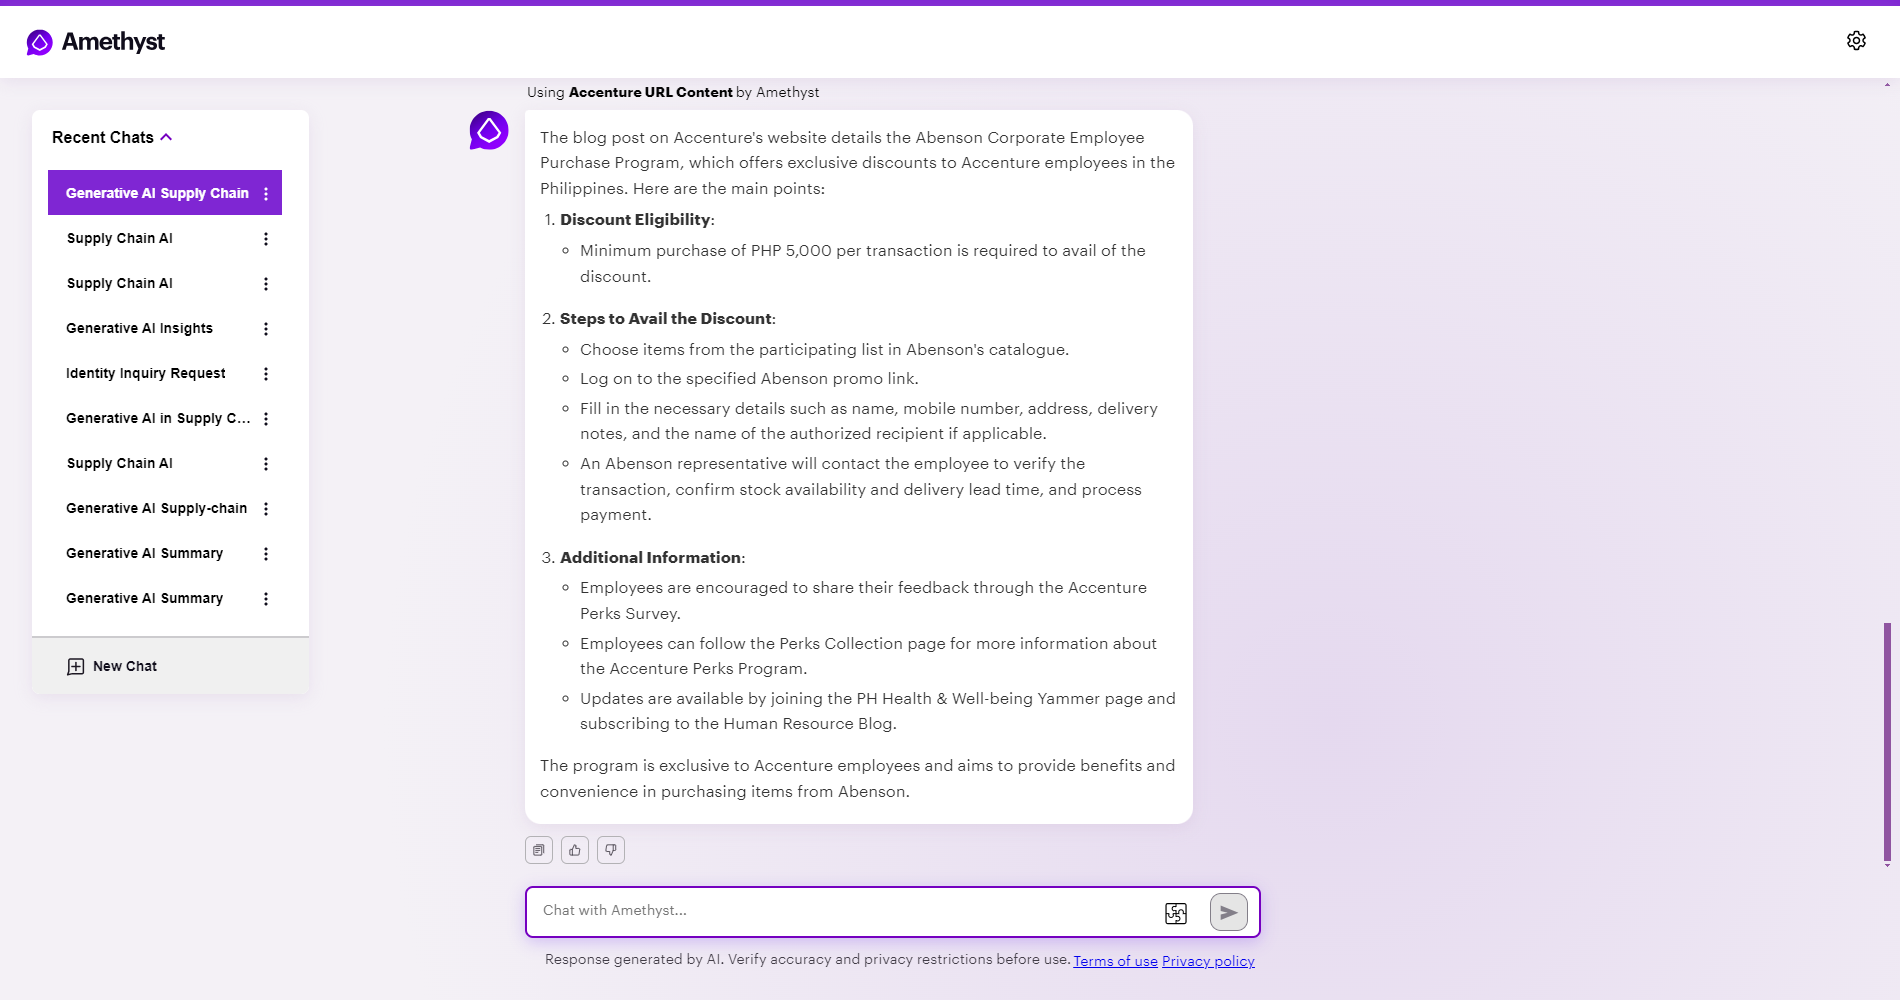 Amethyst
Recent Chats
Generative AI Supply Chain
Supply Chain AI
Supply Chain AI
Generative AI Insights
Identity Inquiry Request
Generative AI in Supply C...
Supply Chain AI
Generative AI Supply-chain
Generative AI Summary
Generative AI Summary
New Chat
Using Accenture URL Content by Amethyst
The blog post on Accenture's website details the Abenson Corporate Employee
Purchase Program, which offers exclusive discounts to Accenture employees in the
Philippines. Here are the main points:
1. Discount Eligibility:
Minimum purchase of PHP 5,000 per transaction is required to avail of the
discount.
2. Steps to Avail the Discount:
Choose items from the participating list in Abenson's catalogue.
Log on to the specified Abenson promo link.
Fill in the necessary details such as name, mobile number, address, delivery
notes, and the name of the authorized recipient if applicable.
An Abenson representative will contact the employee to verify the
transaction, confirm stock availability and delivery lead time, and process
payment.
3. Additional Information:
Employees are encouraged to share their feedback through the Accenture
Perks Survey.
Employees can follow the Perks Collection page for more information about
the Accenture Perks Program.
Updates are available by joining the PH Health & Well-being Yammer page and
subscribing to the Human Resource Blog.
The program is exclusive to Accenture employees and aims to provide benefits and
convenience in purchasing items from Abenson.
Chat with Amethyst...
Response generated by AI. Verify accuracy and privacy restrictions before use. Terms of use Privacy policy